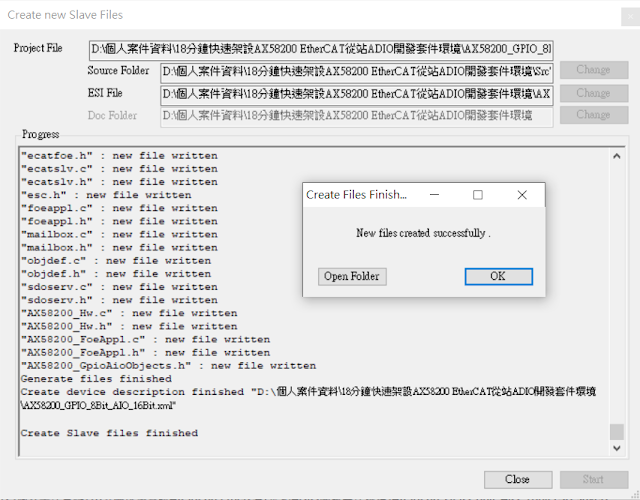 Create new Slave Files
Project File
D:\個人案件資料\18分鐘快速架設AX58200 EtherCAT從站ADIO開發套件環境\AX58200_GPIO_8
Source Folder
D:\個人案件資料\18分鐘快速架設AX58200 EtherCAT從站ADIO開發套件環境\Src
Change
ESI File
D:\個人案件資料\18分鐘快速架設AX58200 EtherCAT從站ADIO開發套件環境\AX
Change
Doc Folder
D:\個人案件資料\18分鐘快速架設AX58200 EtherCAT從站ADIO開發套件環境
Change
Progress
"ecatfoe.h" : new file written
"ecatslv.c" : new file written
"ecatslv.h" : new file written
"esc.h" : new file written
"foeappl.c" : new file written
"foeappl.h" : new file written
"mailbox.c" : new file written
"mailbox.h" : new file written
"objdef.c" : new file written
"objdef.h" : new file written
"sdoserv.c" : new file written
"sdoserv.h" : new file written
"AX58200_Hw.c" : new file written
"AX58200_Hw.h" : new file written
"AX58200_FoeAppl.c" : new file written
"AX58200_FoeAppl.h" : new file written
"AX58200_GpioAioObjects.h" : new file written
Generate files finished
Create device description finished "D:\個人案件資料\18分鐘快速架設AX58200 EtherCAT從站ADIO開發套件環境
\AX58200_GPIO_8Bit_AIO_16Bit.xml"
Create Slave files finished
Create Files Finish...
New files created successfully .
Open Folder
OK
Close
Start